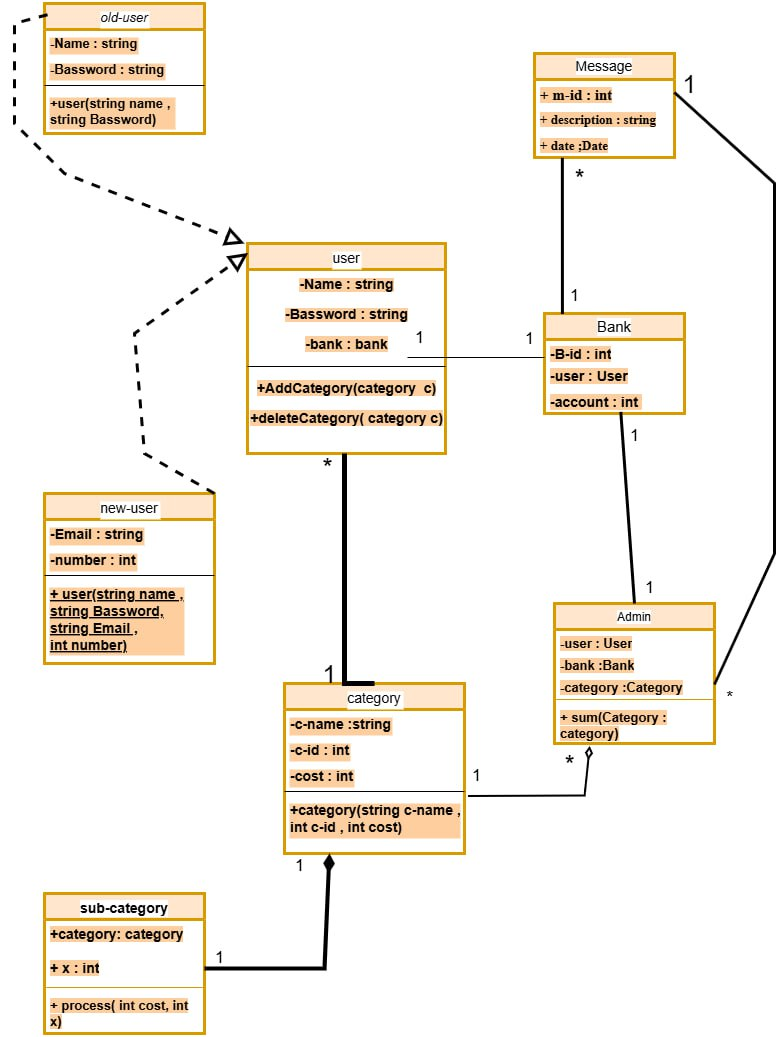 old-user
-Name : string
-Bassword : string
+user(string name ,
string Bassword)
Message
+ m-id : int
+ description : string
+ date ;Date
1
*
1
user
-Name : string
-Bassword : string
-bank : bank
+AddCategory(category c)
+deleteCategory( category c)
1
1
Bank
-B-id : int
-user : User
-account : int
1
*
new-user
-Email : string
-number : int
+ user(string name ,
string Bassword,
string Email ,
int number)
1
Admin
-user : User
-bank :Bank
-category :Category
+ sum(Category :
category)
*
*
1
category
-c-name :string
-c-id : int
-cost : int
+category(string c-name ,
int c-id , int cost)
1
1
sub-category
+category: category
+ x : int
+ process( int cost, int
x)
1